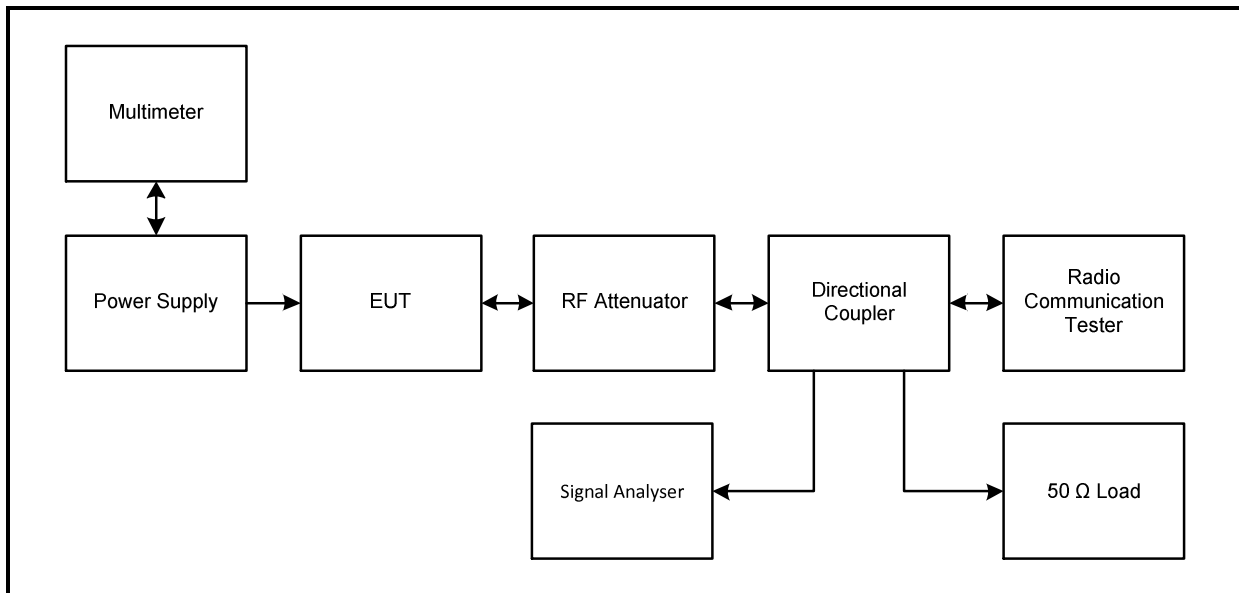 Multimeter
Power Supply
EUT
RF Attenuator
Directional
Coupler
Radio
Communication
Tester
Signal Analyser
50 Ω Load